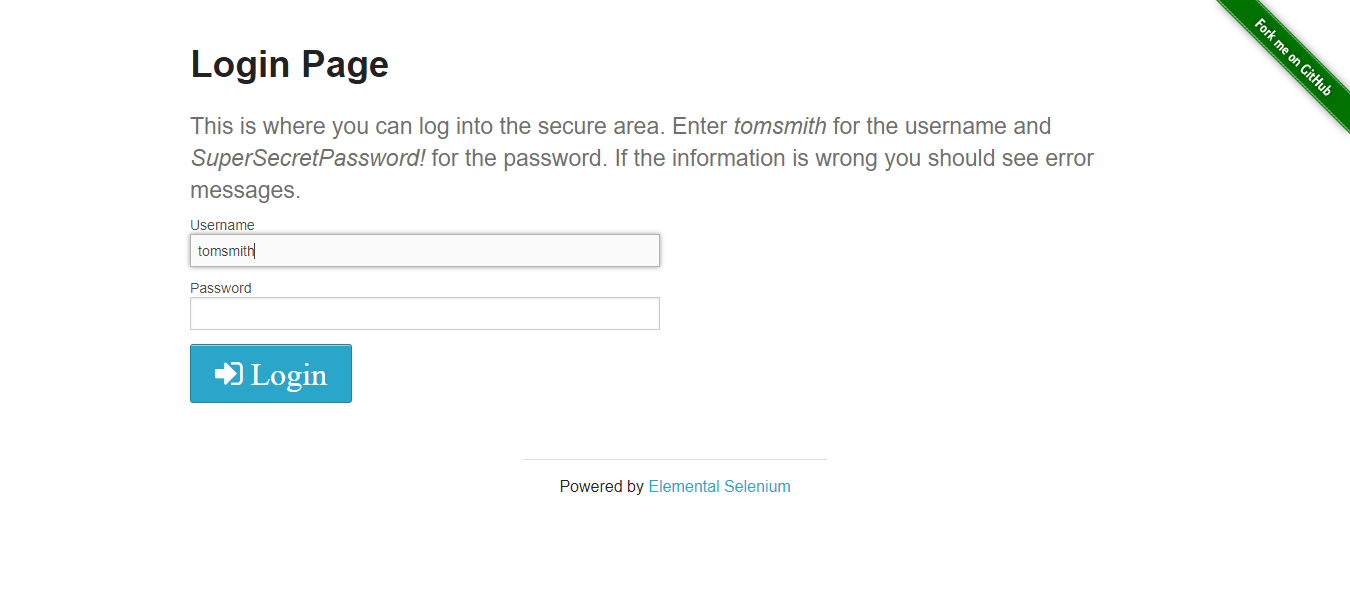 Fork me on GitHub
Login Page
This is where you can log into the secure area. Enter tomsmith for the username and
SuperSecretPassword! for the password. If the information is wrong you should see error
messages.
Username
tomsmith
Password
Login
Powered by Elemental Selenium